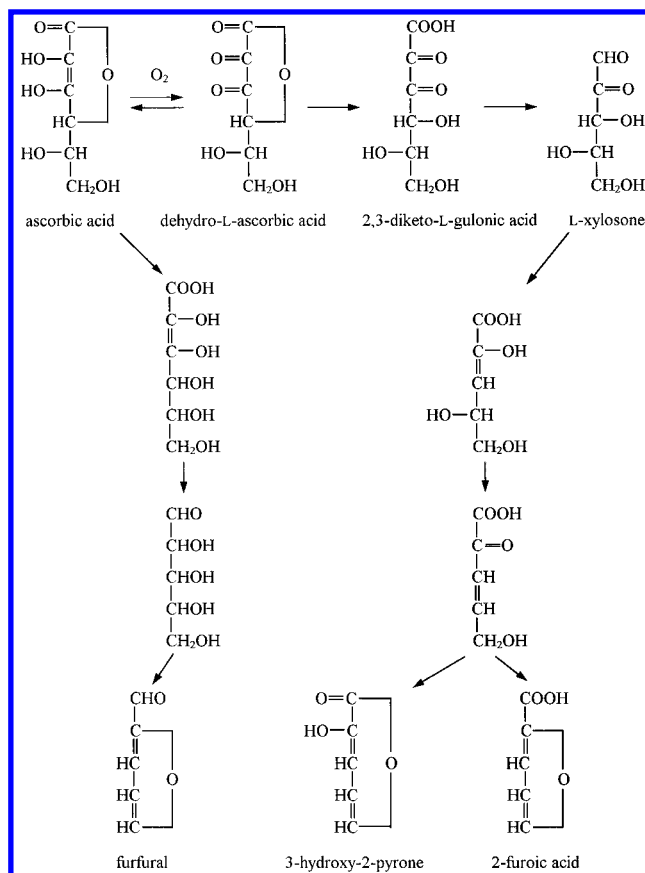 O=C
HO-C
HO-C
HC
HO-CH
CH₂OH
O
ascorbic acid
O₂
O=C
O=C
O=C
HC
HO-CH
CH₂OH
O
dehydro-L-ascorbic acid
COOH
C=O
C=O
HC-OH
HO-CH
CH₂OH
2,3-diketo-L-gulonic acid
CHO
C=O
CH-OH
HO-CH
CH₂OH
L-xylosone
COOH
C-OH
C-OH
CHOH
CHOH
CH₂OH
COOH
C-OH
CH
HO-CH
CH₂OH
CHO
CHOH
CHOH
CHOH
CH₂OH
COOH
C=O
CH
CH
CH₂OH
CHO
C
HC
HC
HC
O
furfural
O=C
HO-C
HC
HC
HC
O
3-hydroxy-2-pyrone
COOH
C
HC
HC
HC
O
2-furoic acid